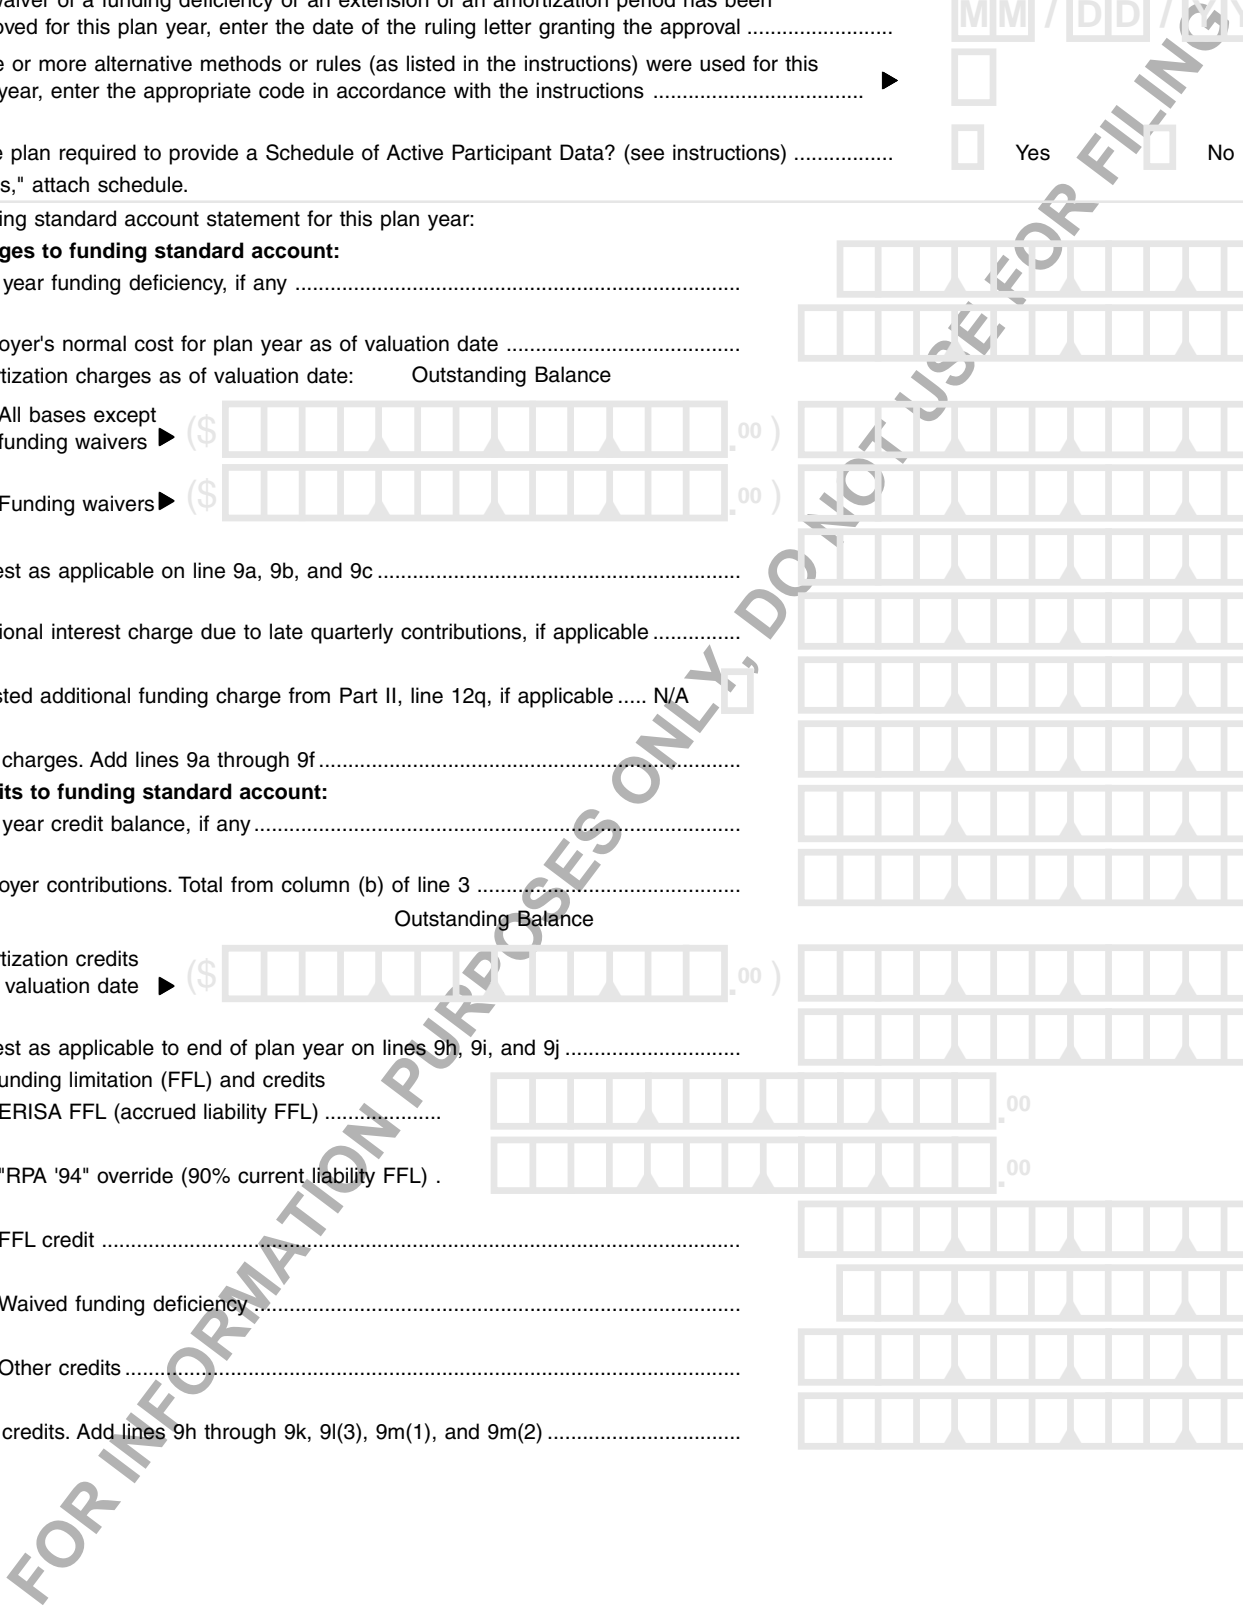 waiver of a funding deficiency or an extension of an amortization period has been
oved for this plan year, enter the date of the ruling letter granting the approval ......................... MM / DD / YY
e or more alternative methods or rules (as listed in the instructions) were used for this
year, enter the appropriate code in accordance with the instructions ....................................
e plan required to provide a Schedule of Active Participant Data? (see instructions) ................. Yes No
s," attach schedule.
ing standard account statement for this plan year:
ges to funding standard account:
year funding deficiency, if any ............................................................................
oyer's normal cost for plan year as of valuation date ........................................
tization charges as of valuation date: Outstanding Balance
All bases except
funding waivers ▶ ($ .00 )
Funding waivers ▶ ($ .00 )
est as applicable on line 9a, 9b, and 9c ..............................................................
ional interest charge due to late quarterly contributions, if applicable ...............
sted additional funding charge from Part II, line 12q, if applicable ..... N/A
charges. Add lines 9a through 9f ........................................................................
its to funding standard account:
year credit balance, if any ...................................................................................
oyer contributions. Total from column (b) of line 3 .............................................
Outstanding Balance
tization credits
valuation date ▶ ($ .00 )
est as applicable to end of plan year on lines 9h, 9i, and 9j ..............................
unding limitation (FFL) and credits
ERISA FFL (accrued liability FFL) .................... .00
"RPA '94" override (90% current liability FFL) . .00
FFL credit .............................................................................................................
Waived funding deficiency ...................................................................................
Other credits .........................................................................................................
credits. Add lines 9h through 9k, 9l(3), 9m(1), and 9m(2) .................................
FOR INFORMATION PURPOSES ONLY, DO NOT USE FOR FILING